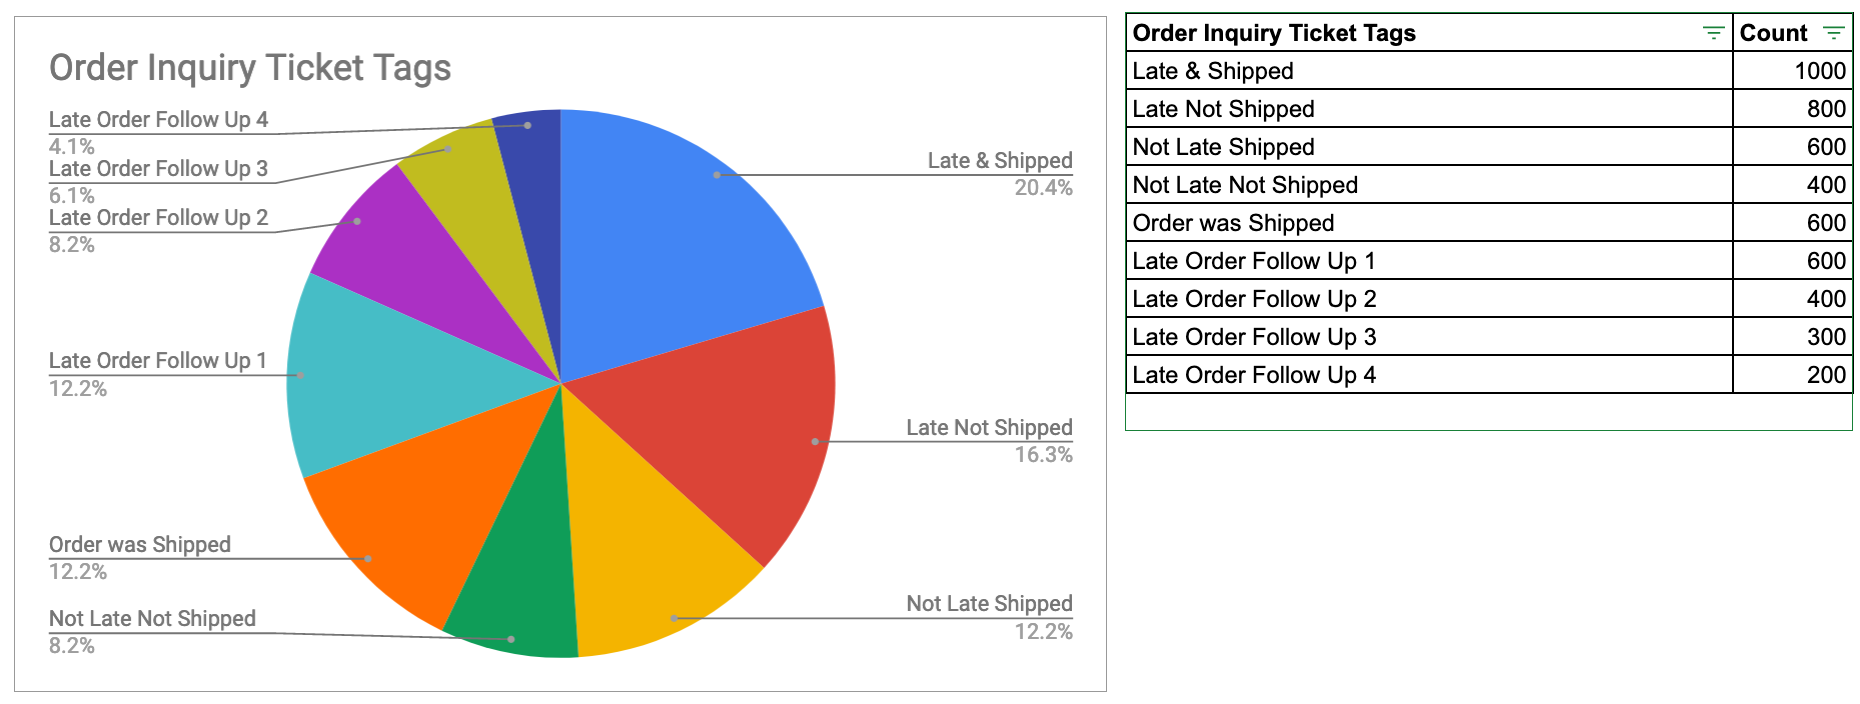 Order Inquiry Ticket Tags
Late Order Follow Up 4
4.1%
Late Order Follow Up 3
6.1%
Late Order Follow Up 2
8.2%
Late Order Follow Up 1
12.2%
Order was Shipped
12.2%
Not Late Not Shipped
8.2%
Late & Shipped
20.4%
Late Not Shipped
16.3%
Not Late Shipped
12.2%
Order Inquiry Ticket Tags Count
Late & Shipped 1000
Late Not Shipped 800
Not Late Shipped 600
Not Late Not Shipped 400
Order was Shipped 600
Late Order Follow Up 1 600
Late Order Follow Up 2 400
Late Order Follow Up 3 300
Late Order Follow Up 4 200